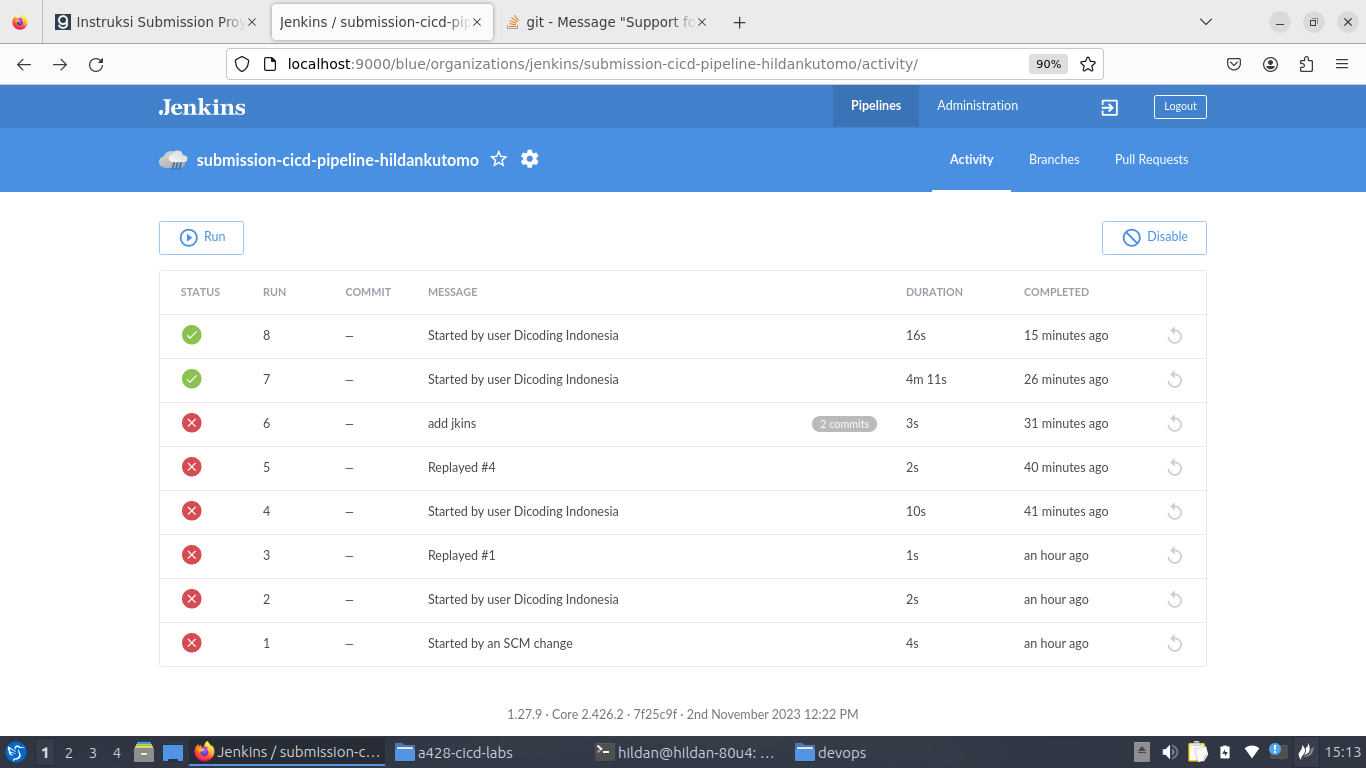 Instruksi Submission Proy
Jenkins / submission-cicd-pip
git - Message "Support fo
localhost:9000/blue/organizations/jenkins/submission-cicd-pipeline-hildankutomo/activity/
90%
Jenkins
Pipelines
Administration
Logout
submission-cicd-pipeline-hildankutomo
Activity
Branches
Pull Requests
Run
Disable
STATUS RUN COMMIT MESSAGE DURATION COMPLETED
8 — Started by user Dicoding Indonesia 16s 15 minutes ago
7 — Started by user Dicoding Indonesia 4m 11s 26 minutes ago
6 — add jkins 2 commits 3s 31 minutes ago
5 — Replayed #4 2s 40 minutes ago
4 — Started by user Dicoding Indonesia 10s 41 minutes ago
3 — Replayed #1 1s an hour ago
2 — Started by user Dicoding Indonesia 2s an hour ago
1 — Started by an SCM change 4s an hour ago
1.27.9 · Core 2.426.2 · 7f25c9f · 2nd November 2023 12:22 PM
1 2 3 4 Jenkins / submission-c... a428-cicd-labs hildan@hildan-80u4: ... devops 15:13